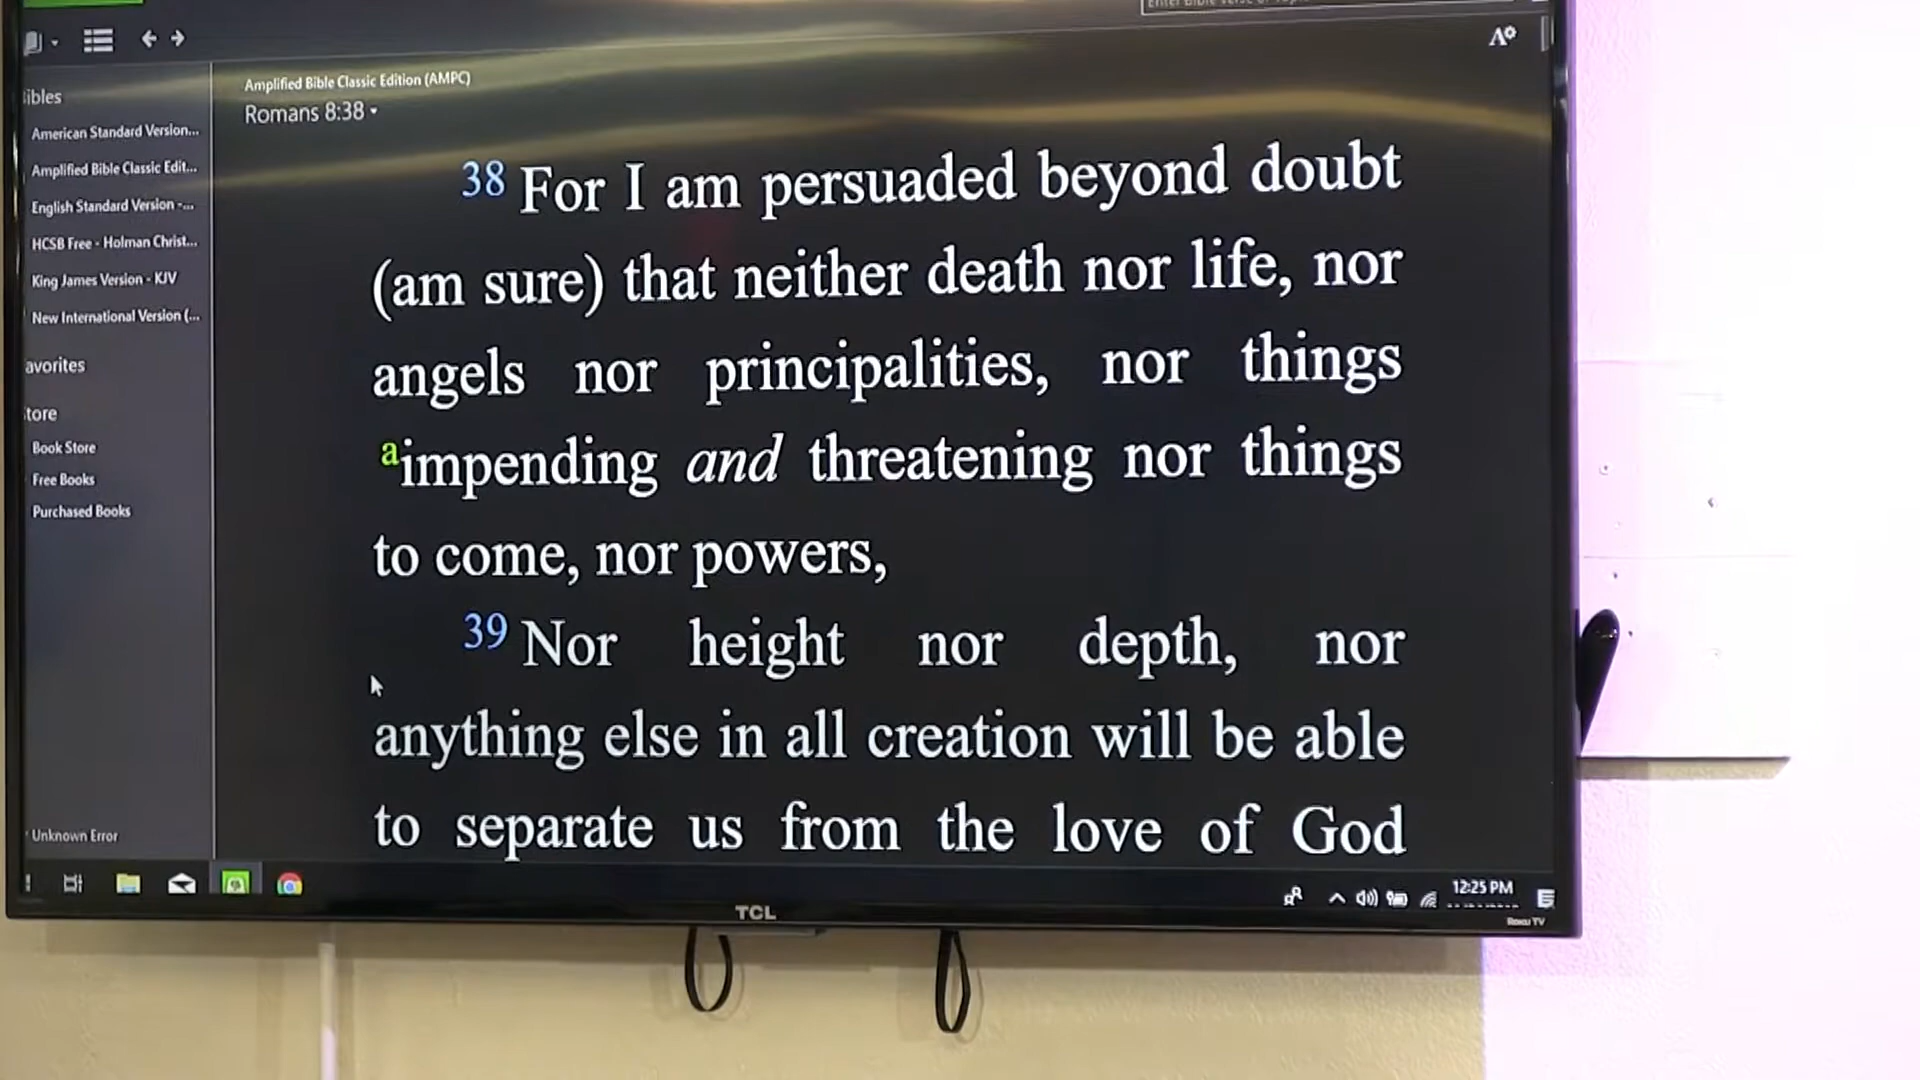 Amplified Bible Classic Edition (AMPC)
Romans 8:38
ibles
American Standard Version...
Amplified Bible Classic Edit...
English Standard Version -...
HCSB Free - Holman Christ...
King James Version - KJV
New International Version (...
avorites
tore
Book Store
Free Books
Purchased Books
Unknown Error
38 For I am persuaded beyond doubt
(am sure) that neither death nor life, nor
angels nor principalities, nor things
aimpending and threatening nor things
to come, nor powers,
39 Nor height nor depth, nor
anything else in all creation will be able
to separate us from the love of God
12:25 PM
TCL
Roku TV